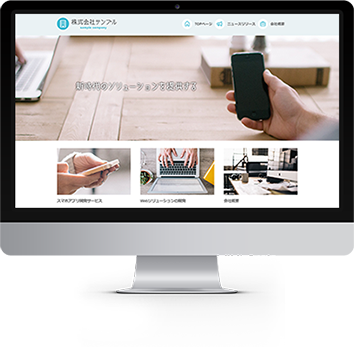 株式会社サンプル
TOPページ
ニュースリリース
会社概要
新時代のソリューションを提供する
スマホアプリ開発サービス
Webソリューションの開発
会社概要